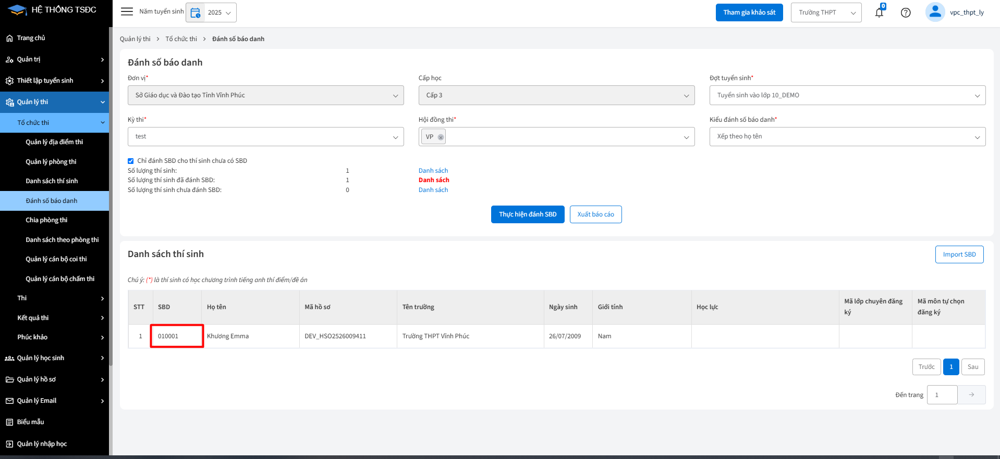 HỆ THỐNG TSĐC
Năm tuyển sinh
2025
Tham gia khảo sát
Trường THPT
0
vpc_thpt_ly
Trang chủ
Quản trị
Thiết lập tuyển sinh
Quản lý thi
Tổ chức thi
Quản lý địa điểm thi
Quản lý phòng thi
Danh sách thí sinh
Đánh số báo danh
Chia phòng thi
Danh sách theo phòng thi
Quản lý cán bộ coi thi
Quản lý cán bộ chấm thi
Thi
Kết quả thi
Phúc khảo
Quản lý học sinh
Quản lý hồ sơ
Quản lý Email
Biểu mẫu
Quản lý nhập học
Quản lý thi > Tổ chức thi > Đánh số báo danh
Đánh số báo danh
Đơn vị*
Cấp học
Đợt tuyển sinh*
Sở Giáo dục và Đào tạo Tỉnh Vĩnh Phúc
Cấp 3
Tuyển sinh vào lớp 10_DEMO
Kỳ thi*
Hội đồng thi*
Kiểu đánh số báo danh*
test
VP
Xếp theo họ tên
Chỉ đánh SBD cho thí sinh chưa có SBD
Số lượng thí sinh: 1 Danh sách
Số lượng thí sinh đã đánh SBD: 1 Danh sách
Số lượng thí sinh chưa đánh SBD: 0 Danh sách
Thực hiện đánh SBD
Xuất báo cáo
Danh sách thí sinh
Import SBD
Chú ý: (*) là thí sinh có học chương trình tiếng anh thí điểm/đề án
STT SBD Họ tên Mã hồ sơ Tên trường Ngày sinh Giới tính Học lực Mã lớp chuyên đăng ký Mã môn tự chọn đăng ký
1 010001 Khương Emma DEV_HSO2526009411 Trường THPT Vĩnh Phúc 26/07/2009 Nam
Trước 1 Sau
Đến trang 1